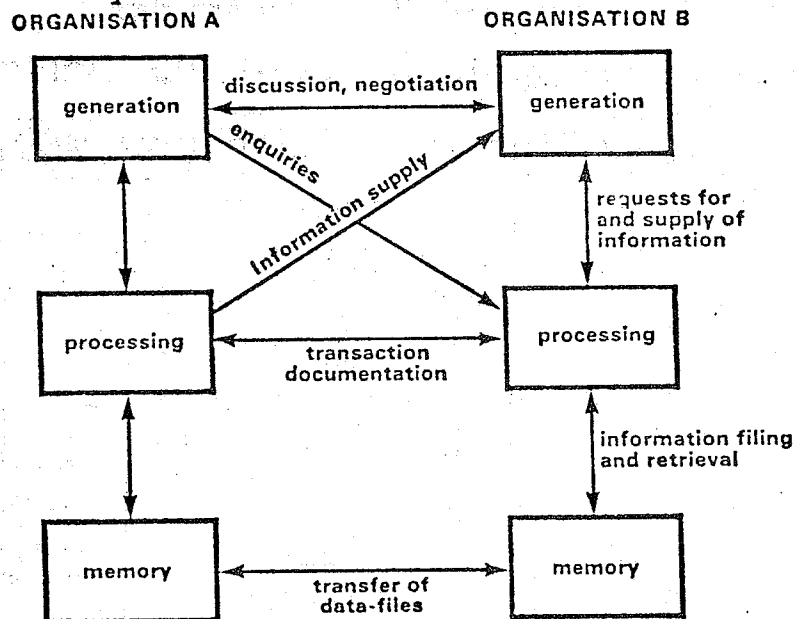 ORGANISATION A
ORGANISATION B
generation
discussion, negotiation
generation
enquiries
Information supply
requests for
and supply of
information
processing
transaction
documentation
processing
information filing
and retrieval
memory
transfer of
data-files
memory